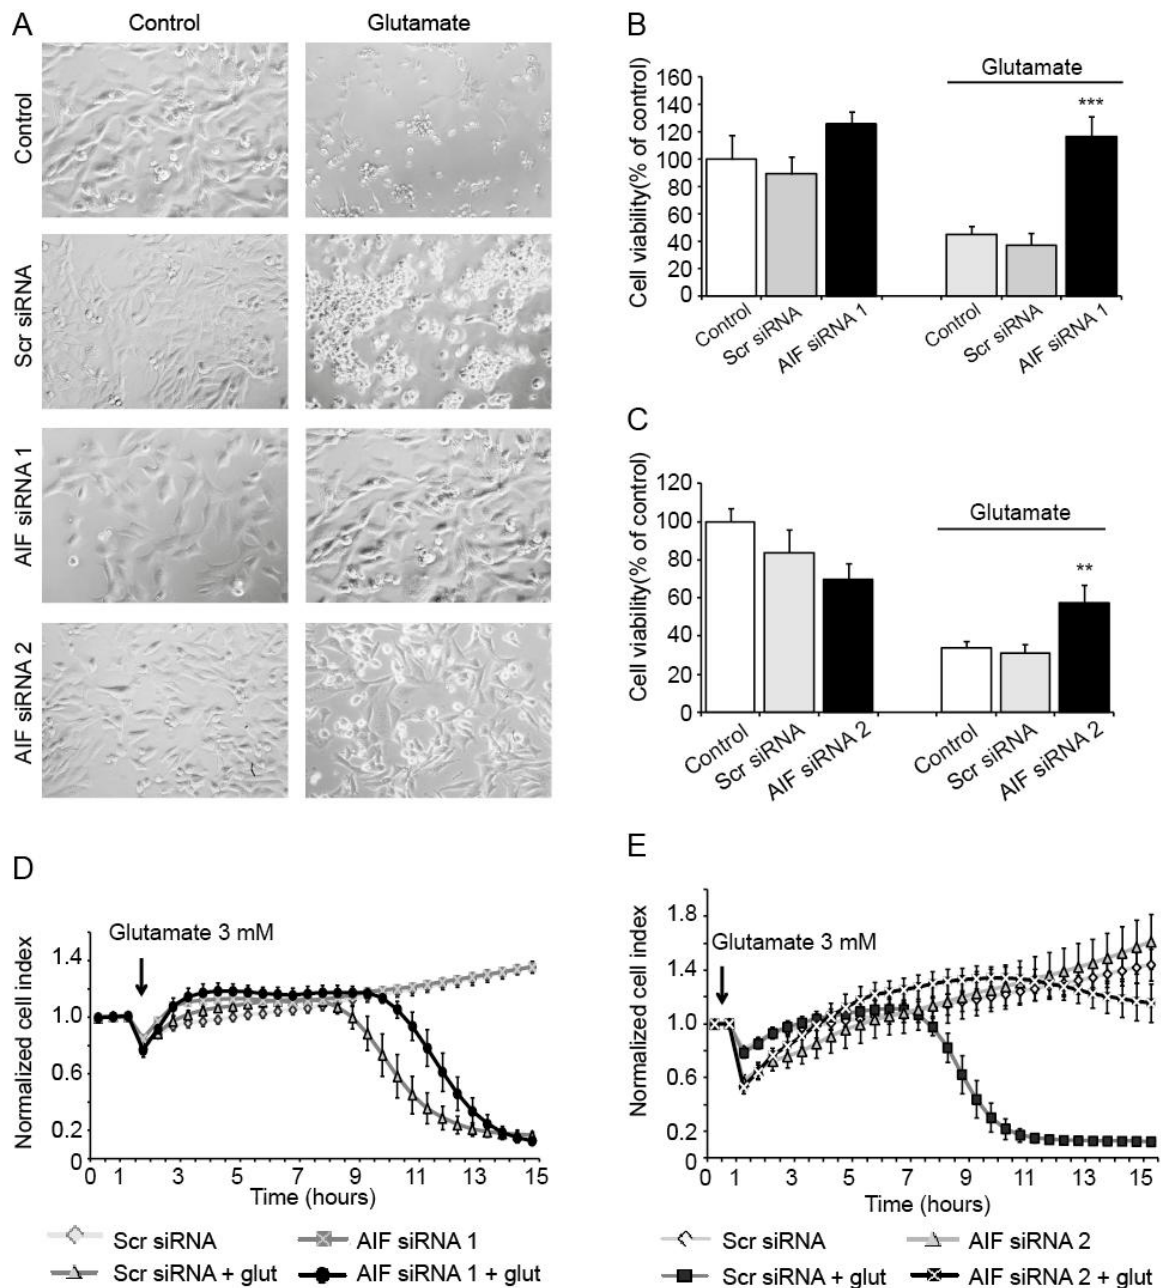 A
Control
Glutamate
Control
Scr siRNA
AIF siRNA 1
AIF siRNA 2
B
Cell viability(% of control)
160
140
120
100
80
60
40
20
0
Glutamate
***
Control
Scr siRNA
AIF siRNA 1
Control
Scr siRNA
AIF siRNA 1
C
Cell viability(% of control)
120
100
80
60
40
20
0
Glutamate
**
Control
Scr siRNA
AIF siRNA 2
Control
Scr siRNA
AIF siRNA 2
D
Normalized cell index
Glutamate 3 mM
1.4
1.0
0.6
0.2
0
0 1 3 5 7 9 11 13 15
Time (hours)
Scr siRNA
AIF siRNA 1
Scr siRNA + glut
AIF siRNA 1 + glut
E
Normalized cell index
1.8
Glutamate 3 mM
1.4
1.0
0.6
0.2
0
0 1 3 5 7 9 11 13 15
Time (hours)
Scr siRNA
AIF siRNA 2
Scr siRNA + glut
AIF siRNA 2 + glut